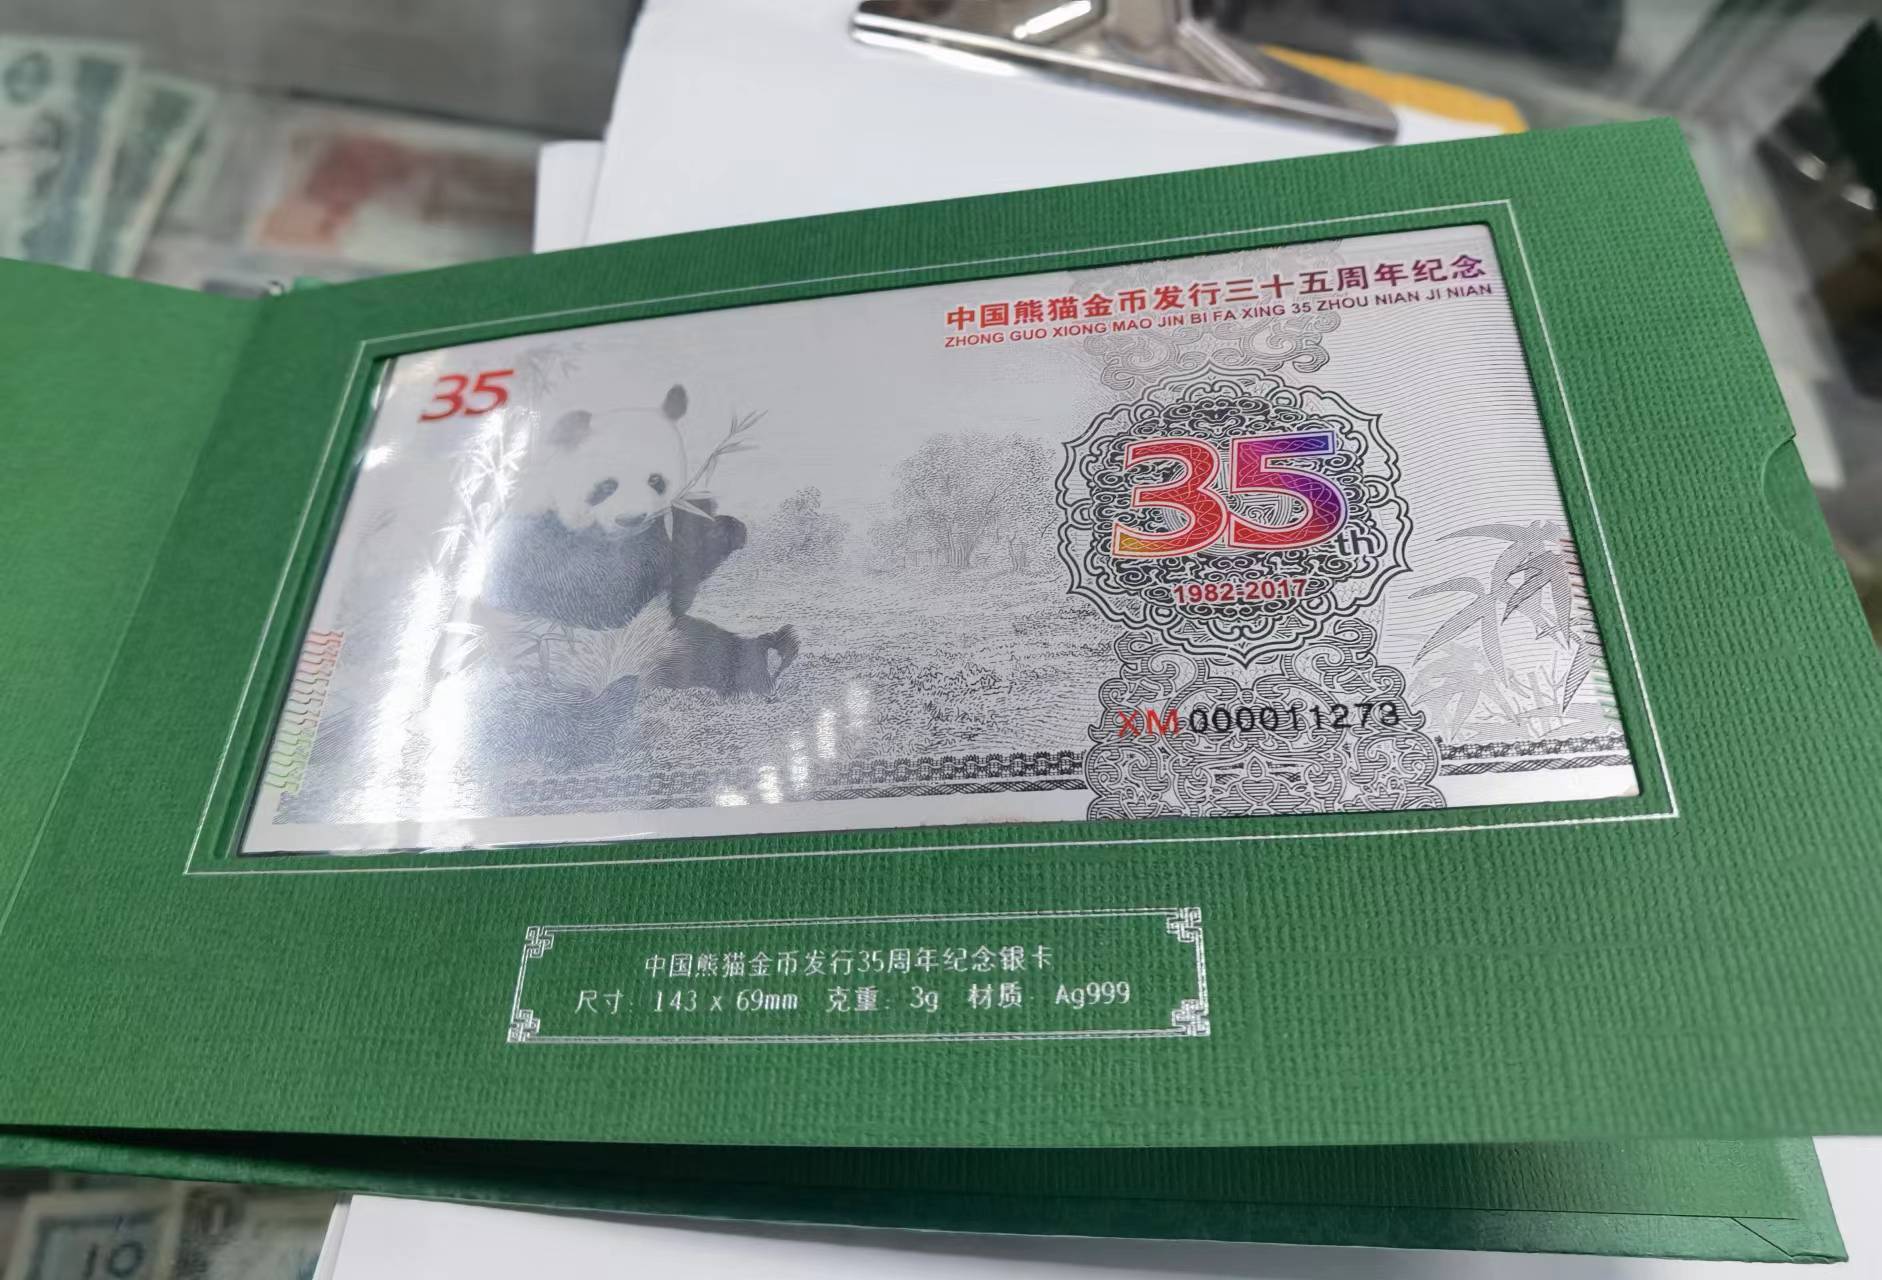 中国熊猫金币发行三十五周年纪念
ZHONG GUO XIONG MAO JIN BI FA XING 35 ZHOU NIAN JI NIAN
35
35th
1982-2017
XM000011273
中国熊猫金币发行35周年纪念银卡
尺寸: 143 x 69mm 克重: 3g 材质: Ag999
10